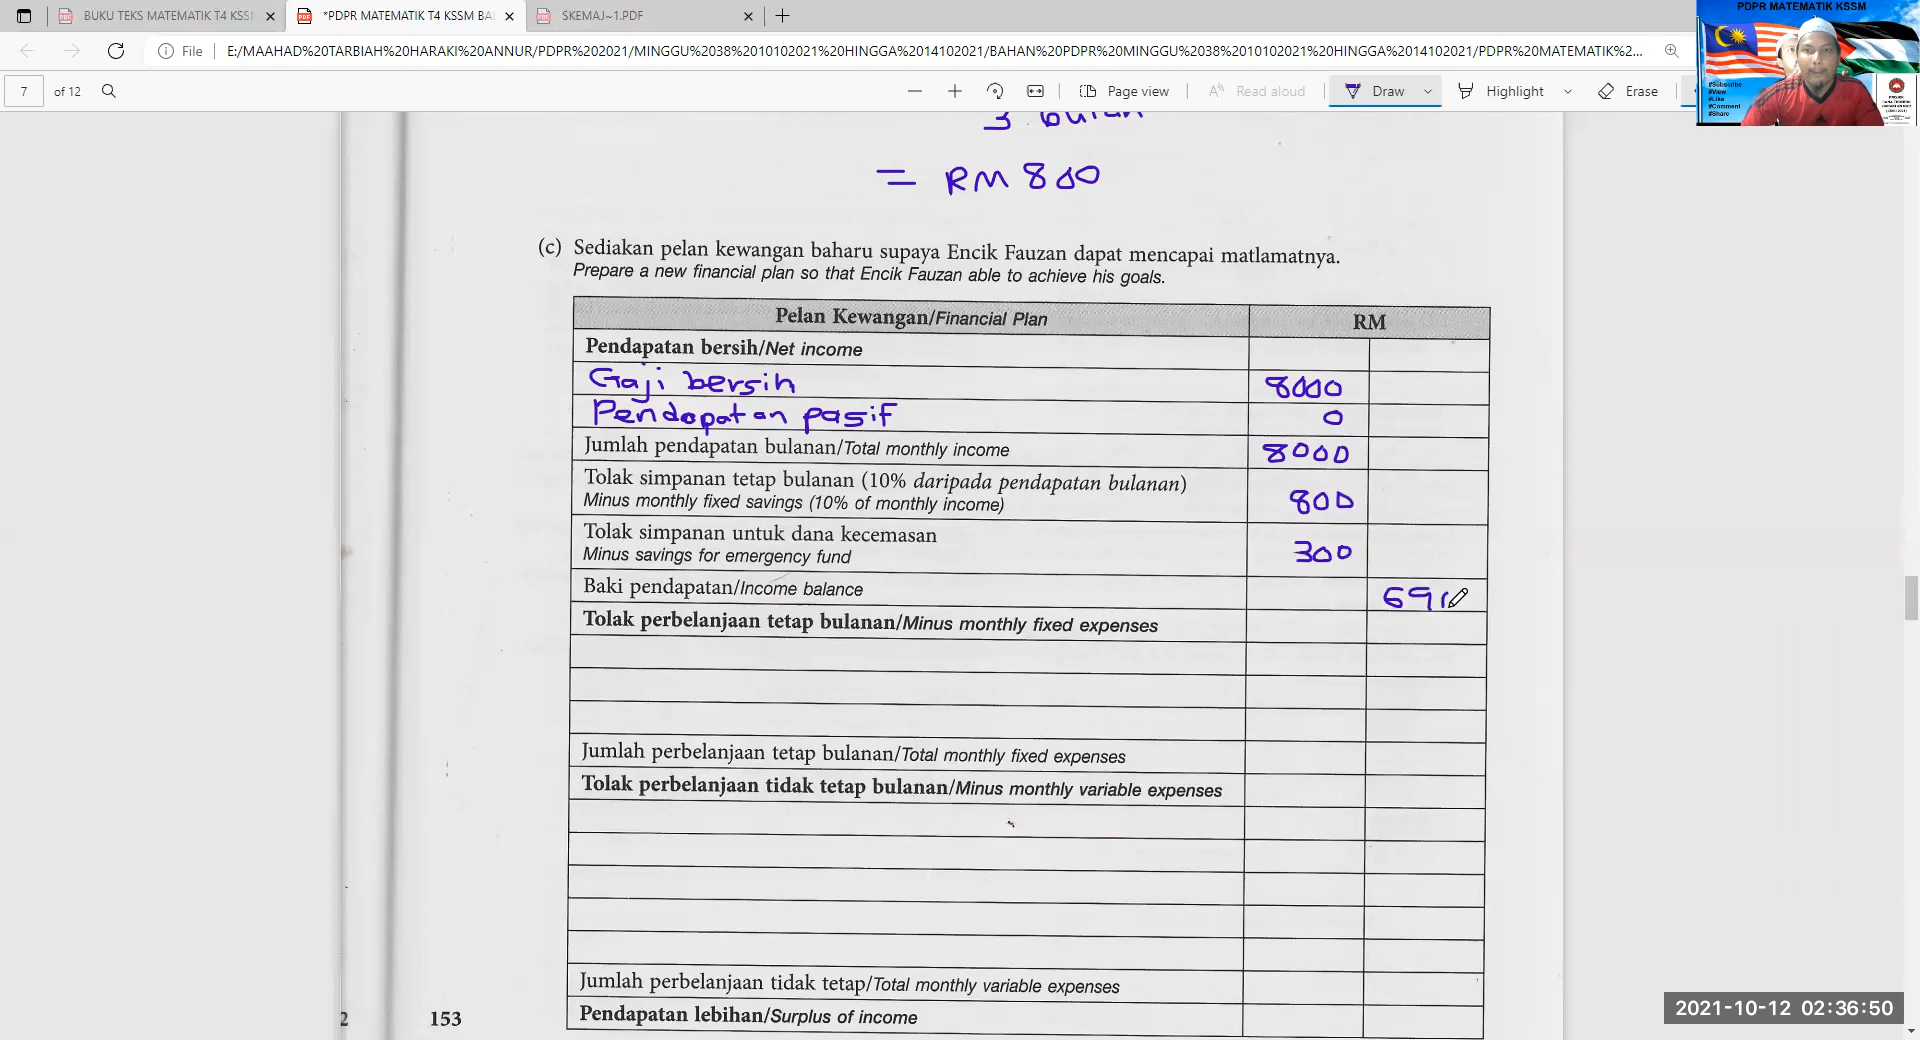 BUKU TEKS MATEMATIK T4 KSSM
*PDPR MATEMATIK T4 KSSM BA
SKEMAJ~1.PDF
PDPR MATEMATIK KSSM
File
E:/MAAHAD%20TARBIAH%20HARAKI%20ANNUR/PDPR%202021/MINGGU%2038%2010102021%20HINGGA%2014102021/BAHAN%20PDPR%20MINGGU%2038%2010102021%20HINGGA%2014102021/PDPR%20MATEMATIK%2...
7 of 12
Page view
Read aloud
Draw
Highlight
Erase
#Subscribe
#View
#Like
#Comment
#Share
3 bulan
= RM 800
(c) Sediakan pelan kewangan baharu supaya Encik Fauzan dapat mencapai matlamatnya.
Prepare a new financial plan so that Encik Fauzan able to achieve his goals.
Pelan Kewangan/Financial Plan RM
Pendapatan bersih/Net income
Gaji bersih 8000
Pendapatan pasif 0
Jumlah pendapatan bulanan/Total monthly income 8000
Tolak simpanan tetap bulanan (10% daripada pendapatan bulanan)
Minus monthly fixed savings (10% of monthly income) 800
Tolak simpanan untuk dana kecemasan
Minus savings for emergency fund 300
Baki pendapatan/Income balance 69
Tolak perbelanjaan tetap bulanan/Minus monthly fixed expenses
Jumlah perbelanjaan tetap bulanan/Total monthly fixed expenses
Tolak perbelanjaan tidak tetap bulanan/Minus monthly variable expenses
Jumlah perbelanjaan tidak tetap/Total monthly variable expenses
Pendapatan lebihan/Surplus of income
2
153
2021-10-12 02:36:50